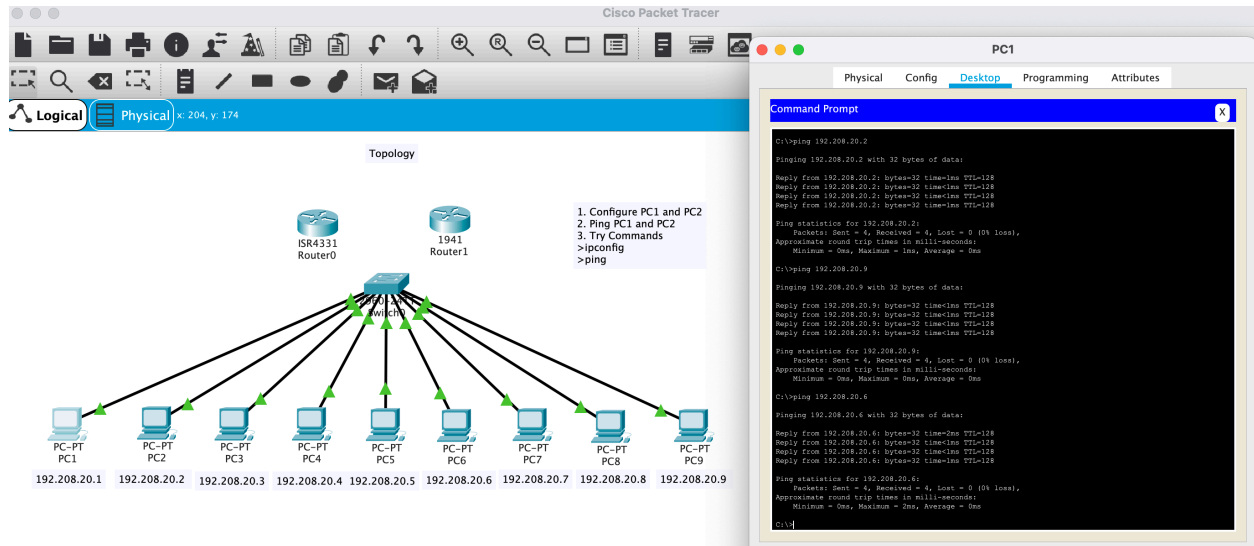 Cisco Packet Tracer
Logical
Physical x: 204, y: 174
Topology
ISR4331
Router0
1941
Router1
1. Configure PC1 and PC2
2. Ping PC1 and PC2
3. Try Commands
>ipconfig
>ping
2960-24TT
Switch0
PC-PT
PC1
PC-PT
PC2
PC-PT
PC3
PC-PT
PC4
PC-PT
PC5
PC-PT
PC6
PC-PT
PC7
PC-PT
PC8
PC-PT
PC9
192.208.20.1
192.208.20.2
192.208.20.3
192.208.20.4
192.208.20.5
192.208.20.6
192.208.20.7
192.208.20.8
192.208.20.9
PC1
Physical Config Desktop Programming Attributes
Command Prompt
X
C:\>ping 192.208.20.2
Pinging 192.208.20.2 with 32 bytes of data:
Reply from 192.208.20.2: bytes=32 time=1ms TTL=128
Reply from 192.208.20.2: bytes=32 time<1ms TTL=128
Reply from 192.208.20.2: bytes=32 time=1ms TTL=128
Ping statistics for 192.208.20.2:
Packets: Sent = 4, Received = 4, Lost = 0 (0% loss),
Approximate round trip times in milli-seconds:
Minimum = 0ms, Maximum = 1ms, Average = 0ms
C:\>ping 192.208.20.9
Pinging 192.208.20.9 with 32 bytes of data:
Reply from 192.208.20.9: bytes=32 time<1ms TTL=128
Reply from 192.208.20.9: bytes=32 time<1ms TTL=128
Reply from 192.208.20.9: bytes=32 time<1ms TTL=128
Reply from 192.208.20.9: bytes=32 time<1ms TTL=128
Ping statistics for 192.208.20.9:
Packets: Sent = 4, Received = 4, Lost = 0 (0% loss),
Approximate round trip times in milli-seconds:
Minimum = 0ms, Maximum = 0ms, Average = 0ms
C:\>ping 192.208.20.6
Pinging 192.208.20.6 with 32 bytes of data:
Reply from 192.208.20.6: bytes=32 time=2ms TTL=128
Reply from 192.208.20.6: bytes=32 time<1ms TTL=128
Reply from 192.208.20.6: bytes=32 time<1ms TTL=128
Reply from 192.208.20.6: bytes=32 time=1ms TTL=128
Ping statistics for 192.208.20.6:
Packets: Sent = 4, Received = 4, Lost = 0 (0% loss),
Approximate round trip times in milli-seconds:
Minimum = 0ms, Maximum = 2ms, Average = 0ms
C:\>